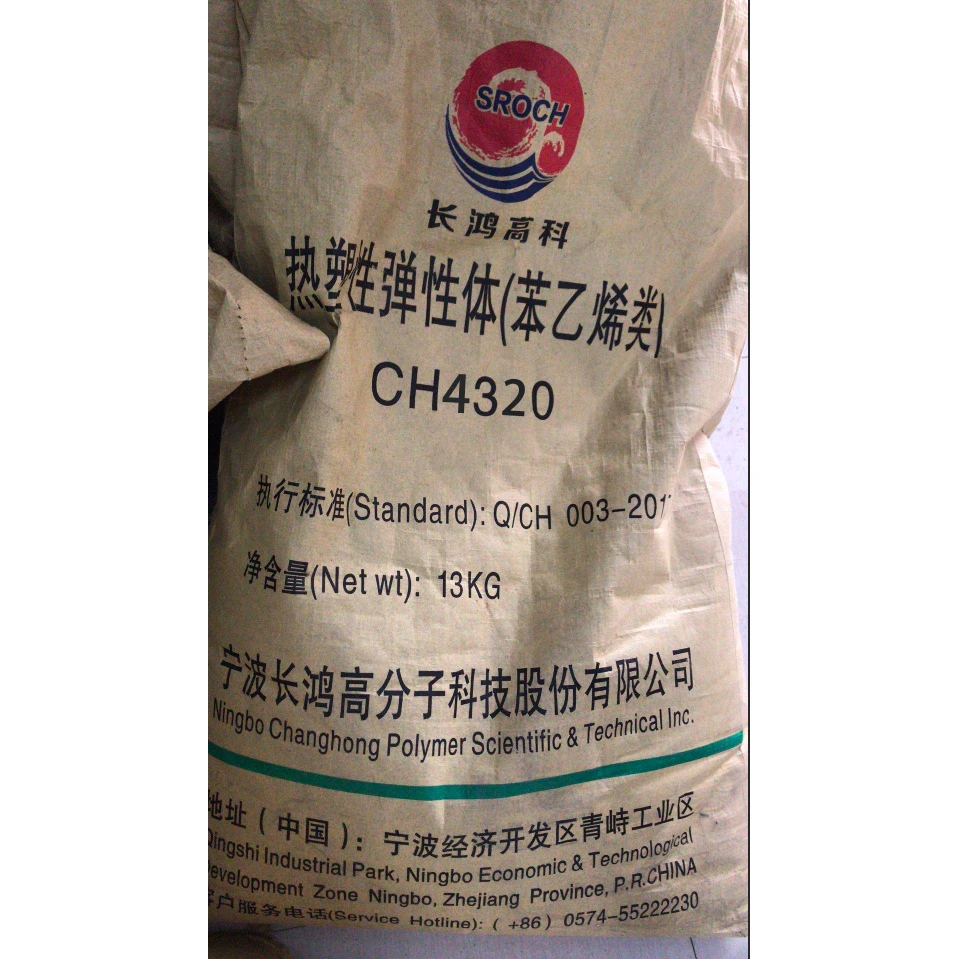 SROCH
长鸿高科
热塑性弹性体(苯乙烯类)
CH4320
执行标准(Standard): Q/CH 003-201
净含量(Net wt): 13KG
宁波长鸿高分子科技股份有限公司
Ningbo Changhong Polymer Scientific & Technical Inc.
地址 (中国): 宁波经济开发区青峙工业区
Qingshi Industrial Park, Ningbo Economic & Technological
Development Zone Ningbo, Zhejiang Province, P.R.CHINA
客户服务电话(Service Hotline): (+86) 0574-55222230